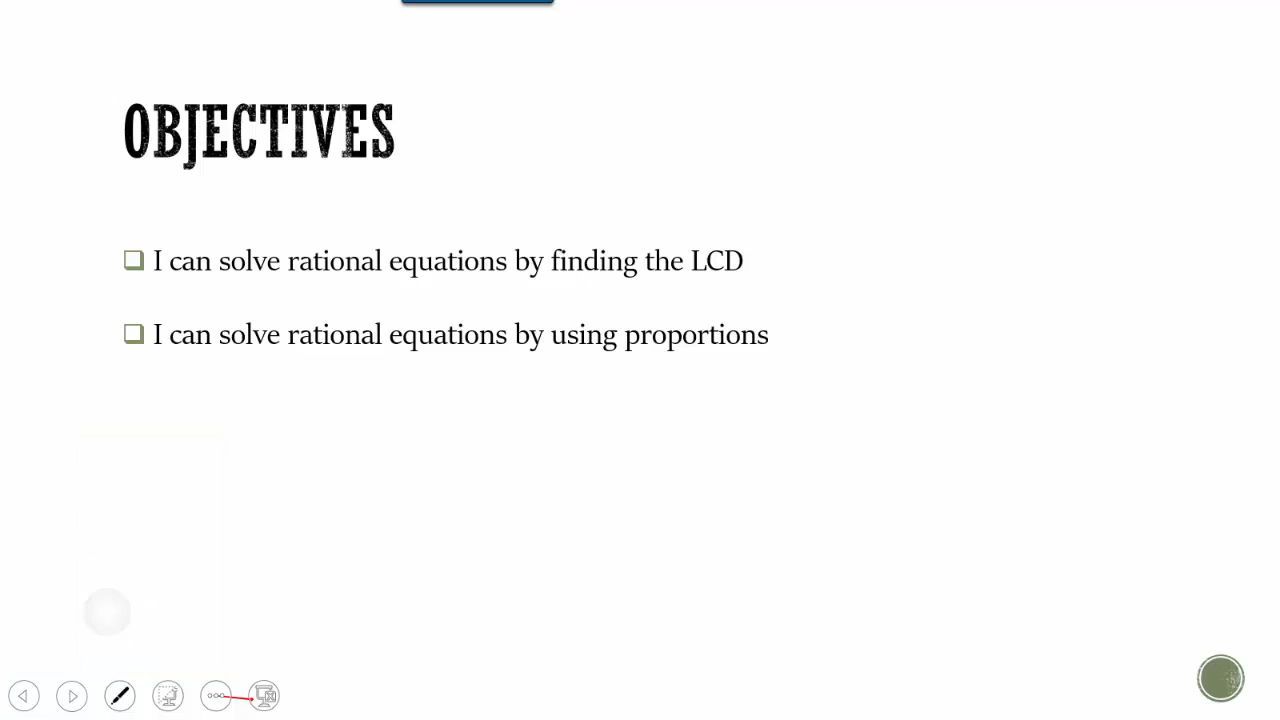 OBJECTIVES
I can solve rational equations by finding the LCD
I can solve rational equations by using proportions